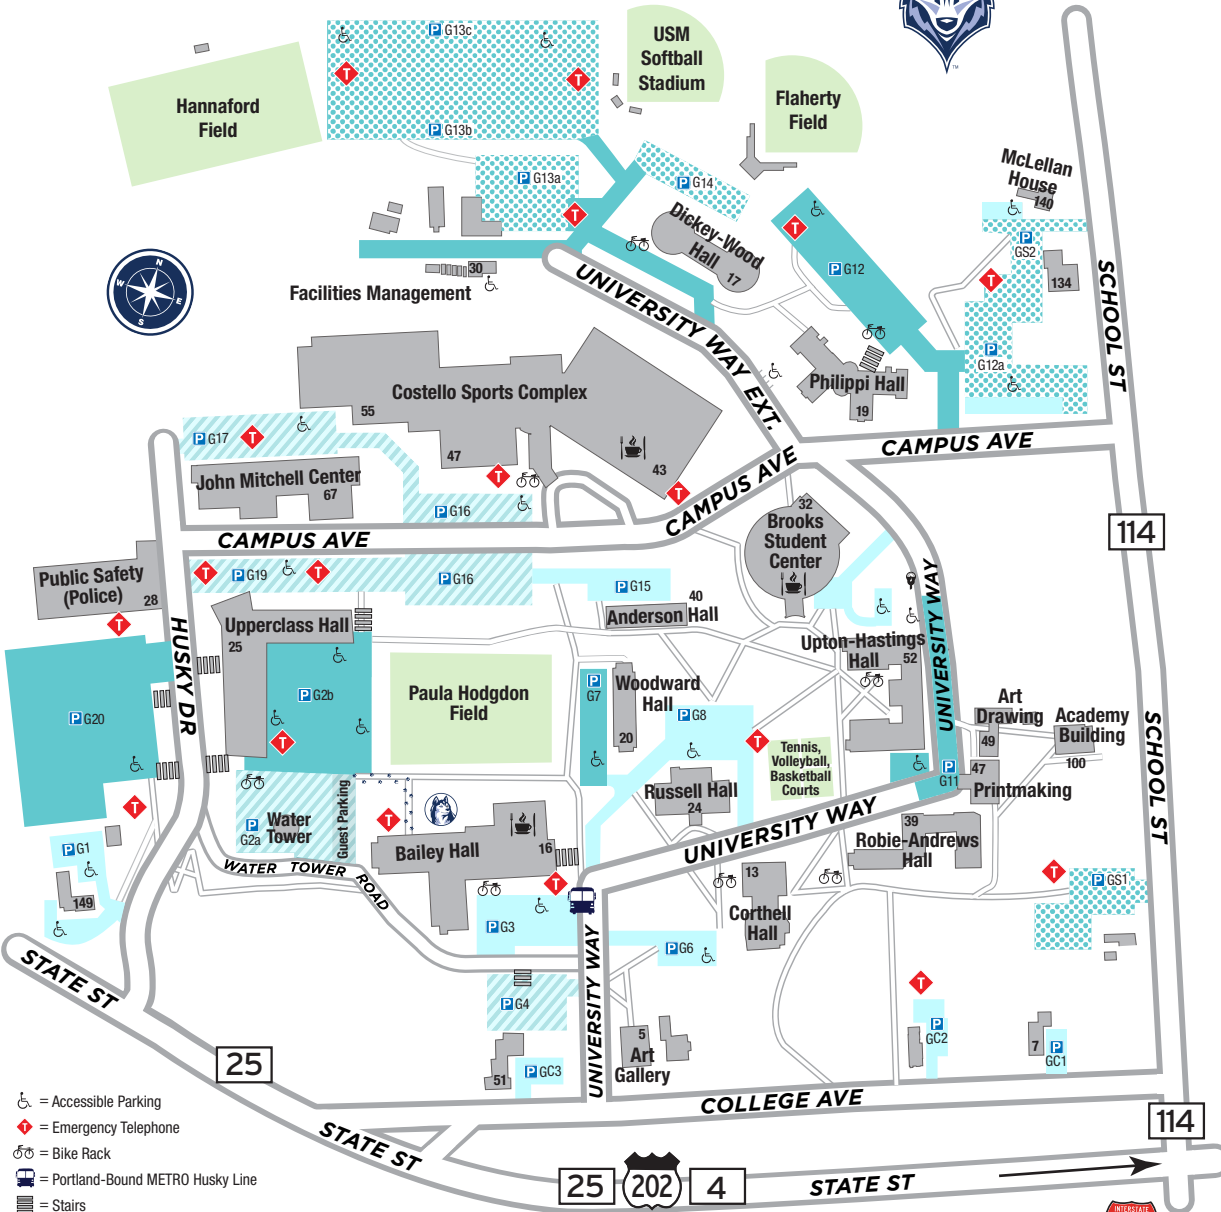 P G13c
USM
Softball
Stadium
T
T
Hannaford
Field
Flaherty
Field
P G13b
McLellan
House
140
P G13a
P G14
T
Dickey-Wood
Hall
17
T
P
GS2
N
W
E
S
30
Facilities Management
P G12
T
134
SCHOOL ST
UNIVERSITY WAY EXT.
P
G12a
Costello Sports Complex
55
47
43
Philippi Hall
19
P G17
T
CAMPUS AVE
John Mitchell Center
67
T
T
P G16
CAMPUS AVE
CAMPUS AVE
32
Brooks
Student
Center
114
Public Safety
(Police)
28
T
P G19
T
P G16
P G15
40
Anderson Hall
T
Upperclass Hall
25
HUSKY DR
UNIVERSITY WAY
Upton-Hastings
Hall
52
P G20
P G2b
T
Paula Hodgdon
Field
P
G7
Woodward
Hall
20
P G8
T
Tennis,
Volleyball,
Basketball
Courts
Art
Drawing
49
Academy
Building
100
SCHOOL ST
P
G11
47
Printmaking
T
P
G2a
Water
Tower
Guest Parking
T
Russell Hall
24
UNIVERSITY WAY
39
Robie-Andrews
Hall
P G1
Bailey Hall
16
WATER TOWER ROAD
149
T
13
Corthell
Hall
T
P GS1
P G3
P G6
STATE ST
UNIVERSITY WAY
T
P G4
5
Art
Gallery
P
GC2
7
P
GC1
25
51
P GC3
COLLEGE AVE
114
STATE ST
25
202
4
STATE ST
INTERSTATE
= Accessible Parking
T = Emergency Telephone
= Bike Rack
= Portland-Bound METRO Husky Line
= Stairs
TM